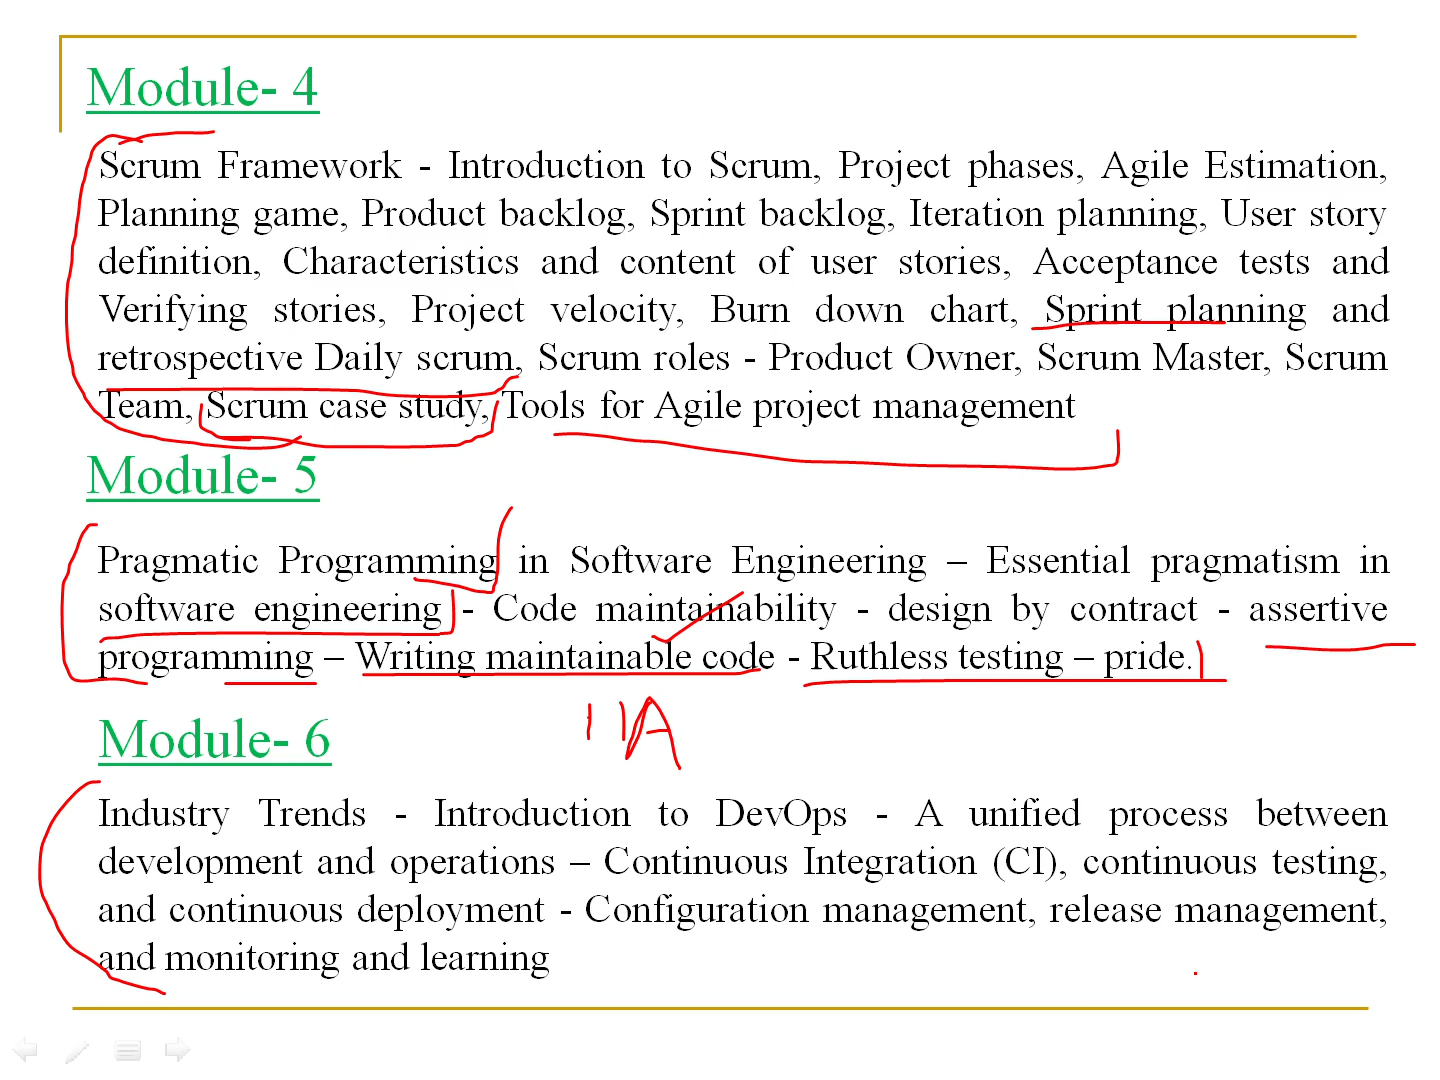 Module- 4
Scrum Framework - Introduction to Scrum, Project phases, Agile Estimation,
Planning game, Product backlog, Sprint backlog, Iteration planning, User story
definition, Characteristics and content of user stories, Acceptance tests and
Verifying stories, Project velocity, Burn down chart, Sprint planning and
retrospective Daily scrum, Scrum roles - Product Owner, Scrum Master, Scrum
Team, Scrum case study, Tools for Agile project management
Module- 5
Pragmatic Programming in Software Engineering – Essential pragmatism in
software engineering - Code maintainability - design by contract - assertive
programming – Writing maintainable code - Ruthless testing – pride.
Module- 6
Industry Trends - Introduction to DevOps - A unified process between
development and operations – Continuous Integration (CI), continuous testing,
and continuous deployment - Configuration management, release management,
and monitoring and learning